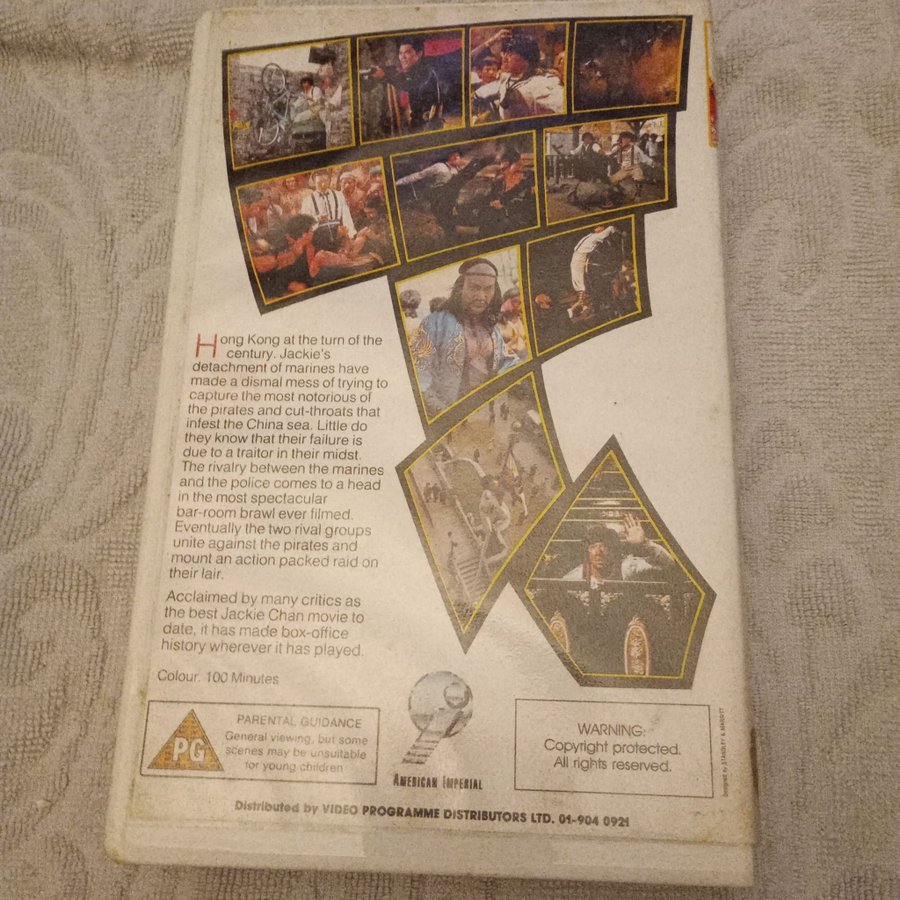 Hong Kong at the turn of the
century. Jackie's
detachment of marines have
made a dismal mess of trying to
capture the most notorious of
the pirates and cut-throats that
infest the China sea. Little do
they know that their failure is
due to a traitor in their midst.
The rivalry between the marines
and the police comes to a head
in the most spectacular
bar-room brawl ever filmed.
Eventually the two rival groups
unite against the pirates and
mount an action packed raid on
their lair.
Acclaimed by many critics as
the best Jackie Chan movie to
date, it has made box-office
history wherever it has played.
Colour. 100 Minutes
PG
PARENTAL GUIDANCE
General viewing, but some
scenes may be unsuitable
for young children
AMERICAN IMPERIAL
WARNING:
Copyright protected.
All rights reserved.
Distributed by VIDEO PROGRAMME DISTRIBUTORS LTD. 01-904 0921